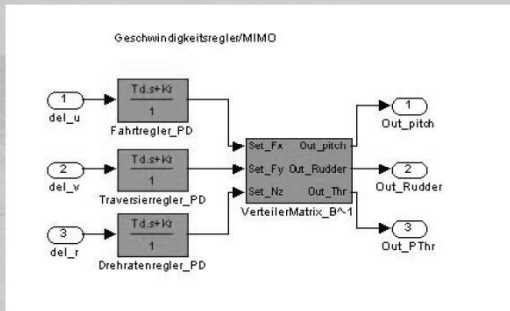 Geschwindigkeitsregler/MIMO
1
del_u
Td.s+Kr
1
Fahrtregler_PD
2
del_v
Td.s+Kr
1
Traversierregler_PD
3
del_r
Td.s+Kr
1
Drehratenregler_PD
Set_Fx
Out_pitch
Set_Fy
Out_Rudder
Set_Nz
Out_Thr
VerteilerMatrix_B^-1
1
Out_pitch
2
Out_Rudder
3
Out_PThr